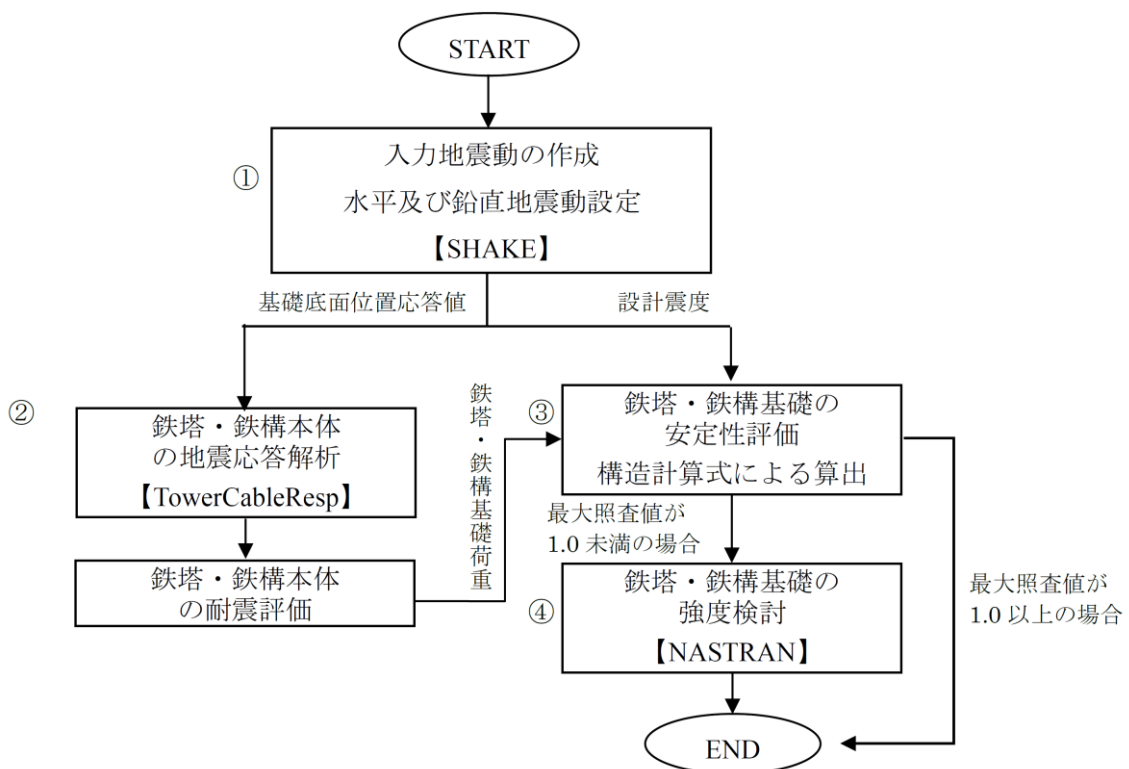 START
①
入力地震動の作成
水平及び鉛直地震動設定
【SHAKE】
基礎底面位置応答値
設計震度
②
鉄塔・鉄構本体
の地震応答解析
【TowerCableResp】
鉄塔・鉄構本体
の耐震評価
鉄塔・鉄構基礎荷重
③
鉄塔・鉄構基礎の
安定性評価
構造計算式による算出
最大照査値が
1.0 未満の場合
④
鉄塔・鉄構基礎の
強度検討
【NASTRAN】
最大照査値が
1.0 以上の場合
END